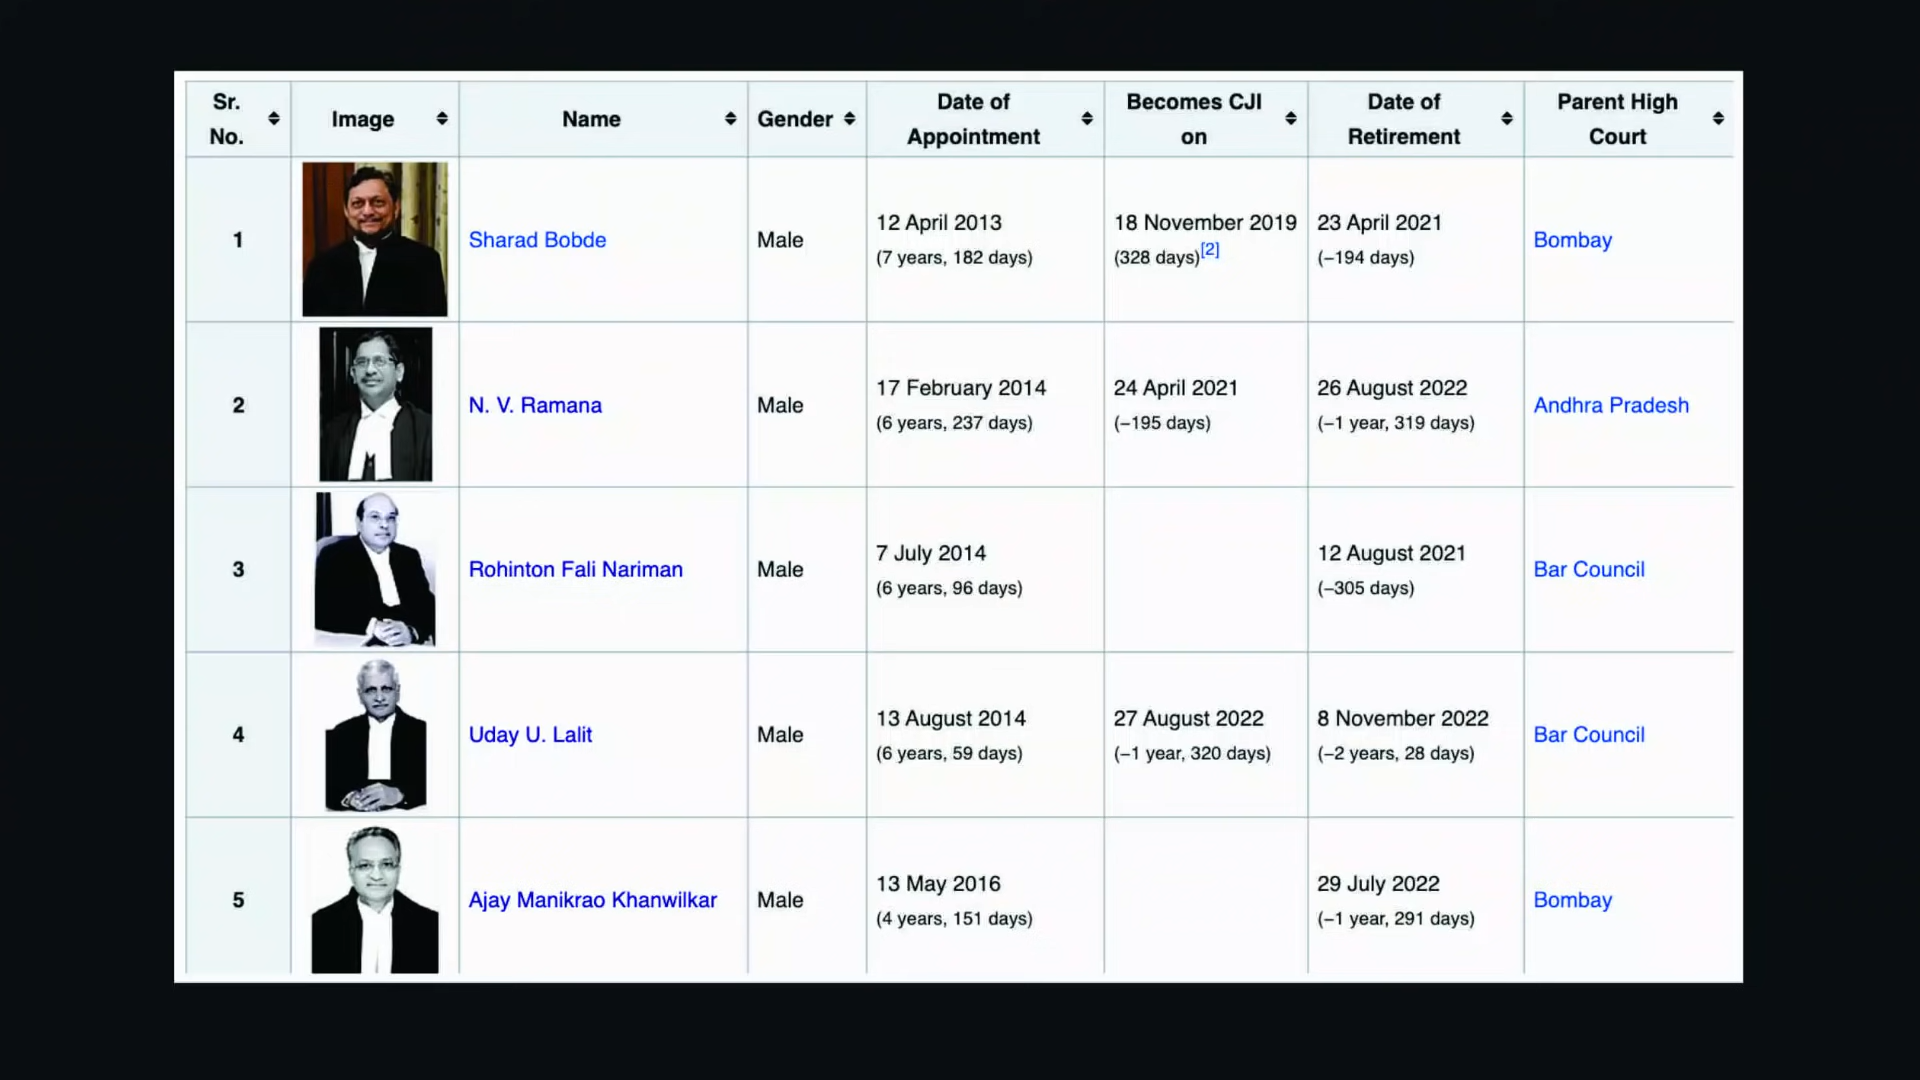 Sr. No.
Image
Name
Gender
Date of Appointment
Becomes CJI on
Date of Retirement
Parent High Court
1
Sharad Bobde
Male
12 April 2013
(7 years, 182 days)
18 November 2019
(328 days)[2]
23 April 2021
(−194 days)
Bombay
2
N. V. Ramana
Male
17 February 2014
(6 years, 237 days)
24 April 2021
(−195 days)
26 August 2022
(−1 year, 319 days)
Andhra Pradesh
3
Rohinton Fali Nariman
Male
7 July 2014
(6 years, 96 days)
12 August 2021
(−305 days)
Bar Council
4
Uday U. Lalit
Male
13 August 2014
(6 years, 59 days)
27 August 2022
(−1 year, 320 days)
8 November 2022
(−2 years, 28 days)
Bar Council
5
Ajay Manikrao Khanwilkar
Male
13 May 2016
(4 years, 151 days)
29 July 2022
(−1 year, 291 days)
Bombay